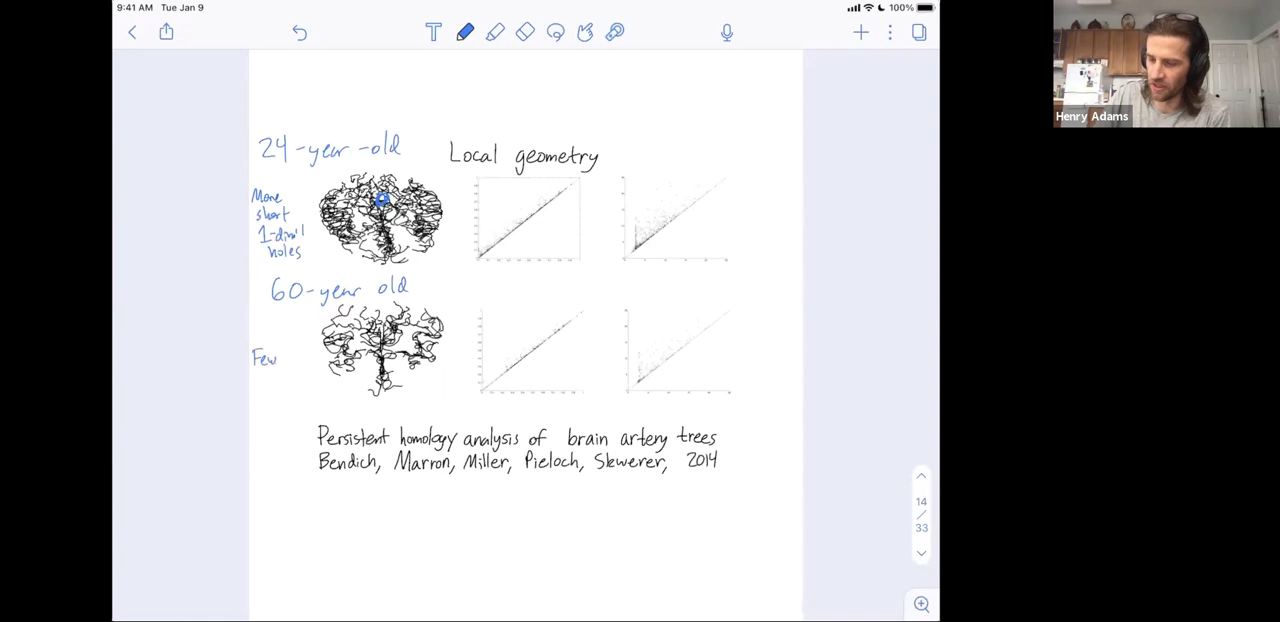 9:41 AM Tue Jan 9
100%
T
Henry Adams
24-year-old
Local geometry
More
short
1-dim'l
holes
60-year old
Few
Persistent homology analysis of brain artery trees
Bendich, Marron, Miller, Pieloch, Skwerer, 2014
14
/
33